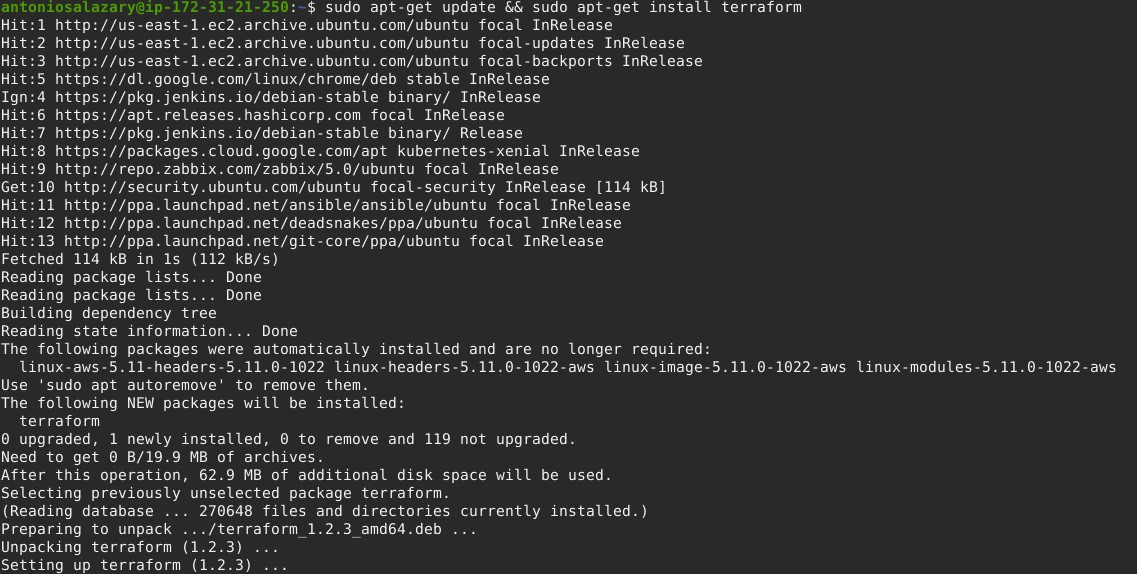 antoniosalazary@ip-172-31-21-250:~$ sudo apt-get update && sudo apt-get install terraform
Hit:1 http://us-east-1.ec2.archive.ubuntu.com/ubuntu focal InRelease
Hit:2 http://us-east-1.ec2.archive.ubuntu.com/ubuntu focal-updates InRelease
Hit:3 http://us-east-1.ec2.archive.ubuntu.com/ubuntu focal-backports InRelease
Hit:5 https://dl.google.com/linux/chrome/deb stable InRelease
Ign:4 https://pkg.jenkins.io/debian-stable binary/ InRelease
Hit:6 https://apt.releases.hashicorp.com focal InRelease
Hit:7 https://pkg.jenkins.io/debian-stable binary/ Release
Hit:8 https://packages.cloud.google.com/apt kubernetes-xenial InRelease
Hit:9 http://repo.zabbix.com/zabbix/5.0/ubuntu focal InRelease
Get:10 http://security.ubuntu.com/ubuntu focal-security InRelease [114 kB]
Hit:11 http://ppa.launchpad.net/ansible/ansible/ubuntu focal InRelease
Hit:12 http://ppa.launchpad.net/deadsnakes/ppa/ubuntu focal InRelease
Hit:13 http://ppa.launchpad.net/git-core/ppa/ubuntu focal InRelease
Fetched 114 kB in 1s (112 kB/s)
Reading package lists... Done
Reading package lists... Done
Building dependency tree
Reading state information... Done
The following packages were automatically installed and are no longer required:
  linux-aws-5.11-headers-5.11.0-1022 linux-headers-5.11.0-1022-aws linux-image-5.11.0-1022-aws linux-modules-5.11.0-1022-aws
Use 'sudo apt autoremove' to remove them.
The following NEW packages will be installed:
  terraform
0 upgraded, 1 newly installed, 0 to remove and 119 not upgraded.
Need to get 0 B/19.9 MB of archives.
After this operation, 62.9 MB of additional disk space will be used.
Selecting previously unselected package terraform.
(Reading database ... 270648 files and directories currently installed.)
Preparing to unpack .../terraform_1.2.3_amd64.deb ...
Unpacking terraform (1.2.3) ...
Setting up terraform (1.2.3) ...